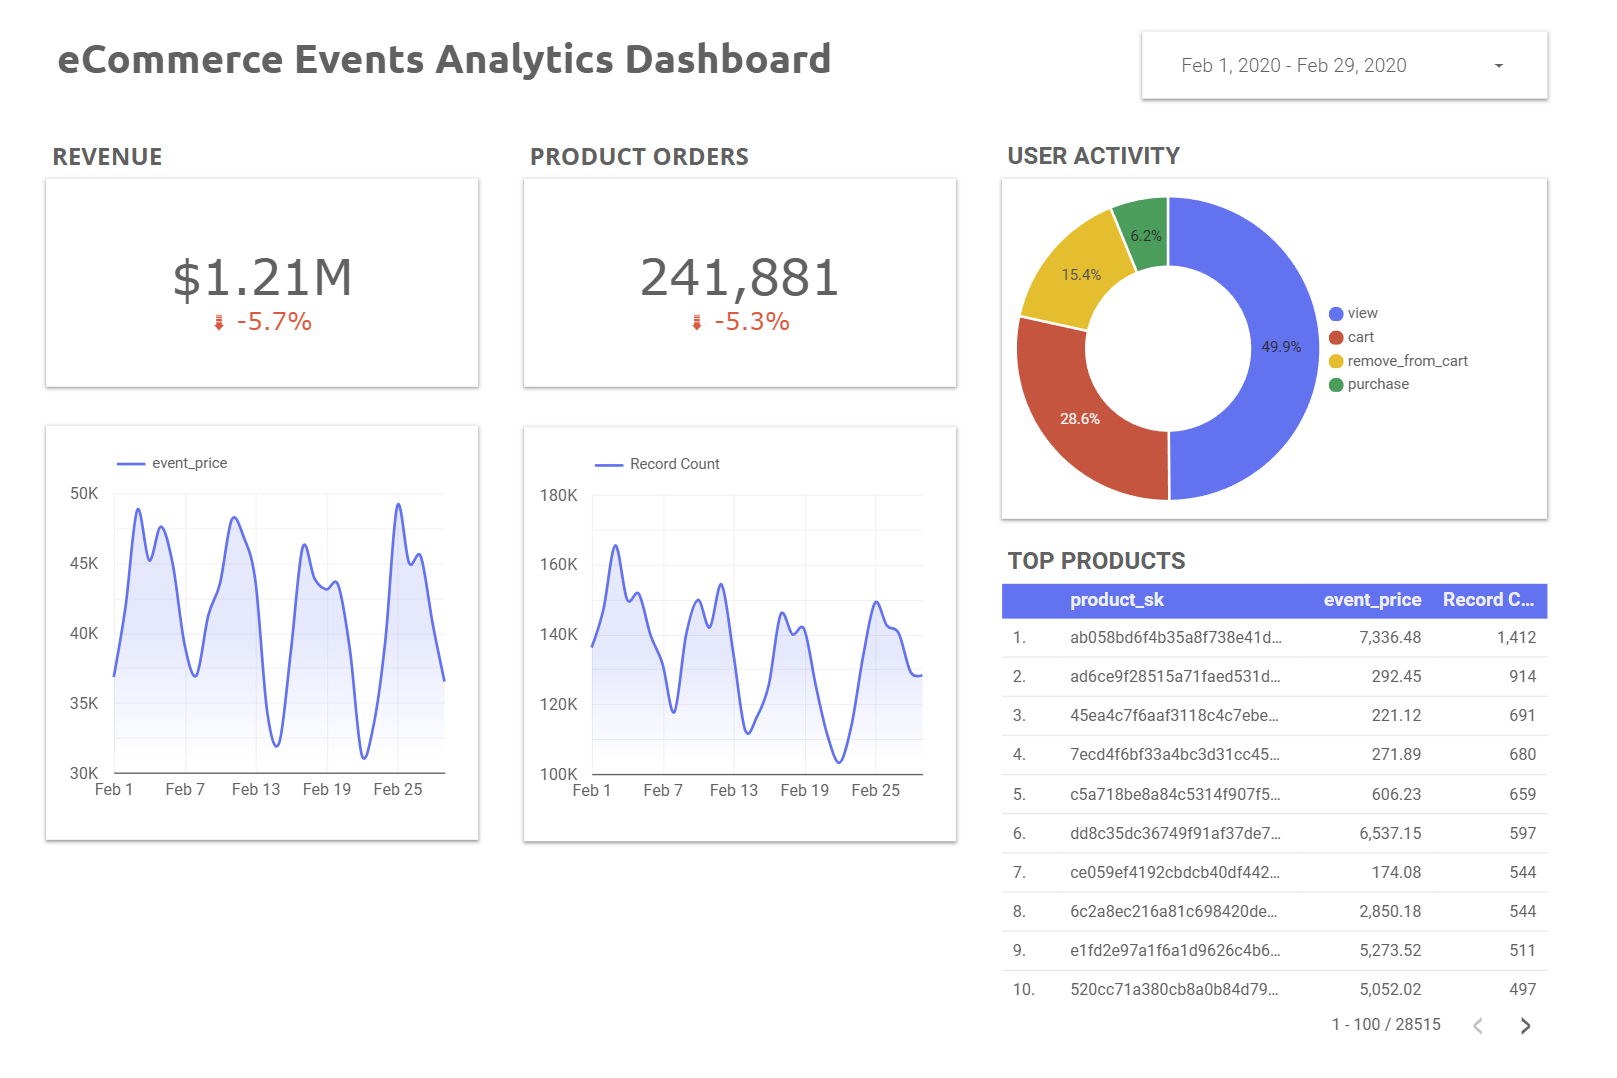 eCommerce Events Analytics Dashboard
Feb 1, 2020 - Feb 29, 2020
REVENUE
$1.21M
-5.7%
PRODUCT ORDERS
241,881
-5.3%
USER ACTIVITY
6.2%
15.4%
49.9%
28.6%
view
cart
remove_from_cart
purchase
event_price
50K
45K
40K
35K
30K
Feb 1 Feb 7 Feb 13 Feb 19 Feb 25
Record Count
180K
160K
140K
120K
100K
Feb 1 Feb 7 Feb 13 Feb 19 Feb 25
TOP PRODUCTS
product_sk event_price Record C...
1. ab058bd6f4b35a8f738e41d... 7,336.48 1,412
2. ad6ce9f28515a71faed531d... 292.45 914
3. 45ea4c7f6aaf3118c4c7ebe... 221.12 691
4. 7ecd4f6bf33a4bc3d31cc45... 271.89 680
5. c5a718be8a84c5314f907f5... 606.23 659
6. dd8c35dc36749f91af37de7... 6,537.15 597
7. ce059ef4192cbdcb40df442... 174.08 544
8. 6c2a8ec216a81c698420de... 2,850.18 544
9. e1fd2e97a1f6a1d9626c4b6... 5,273.52 511
10. 520cc71a380cb8a0b84d79... 5,052.02 497
1 - 100 / 28515